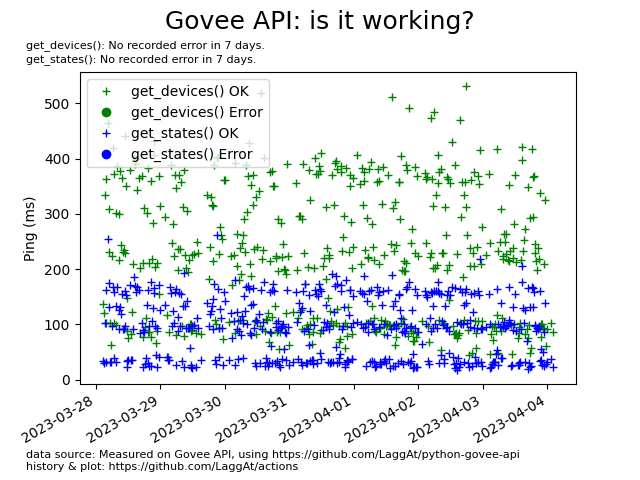 Govee API: is it working?
get_devices(): No recorded error in 7 days.
get_states(): No recorded error in 7 days.
get_devices() OK
get_devices() Error
get_states() OK
get_states() Error
Ping (ms)
500
400
300
200
100
0
2023-03-28
2023-03-29
2023-03-30
2023-03-31
2023-04-01
2023-04-02
2023-04-03
2023-04-04
data source: Measured on Govee API, using https://github.com/LaggAt/python-govee-api
history & plot: https://github.com/LaggAt/actions